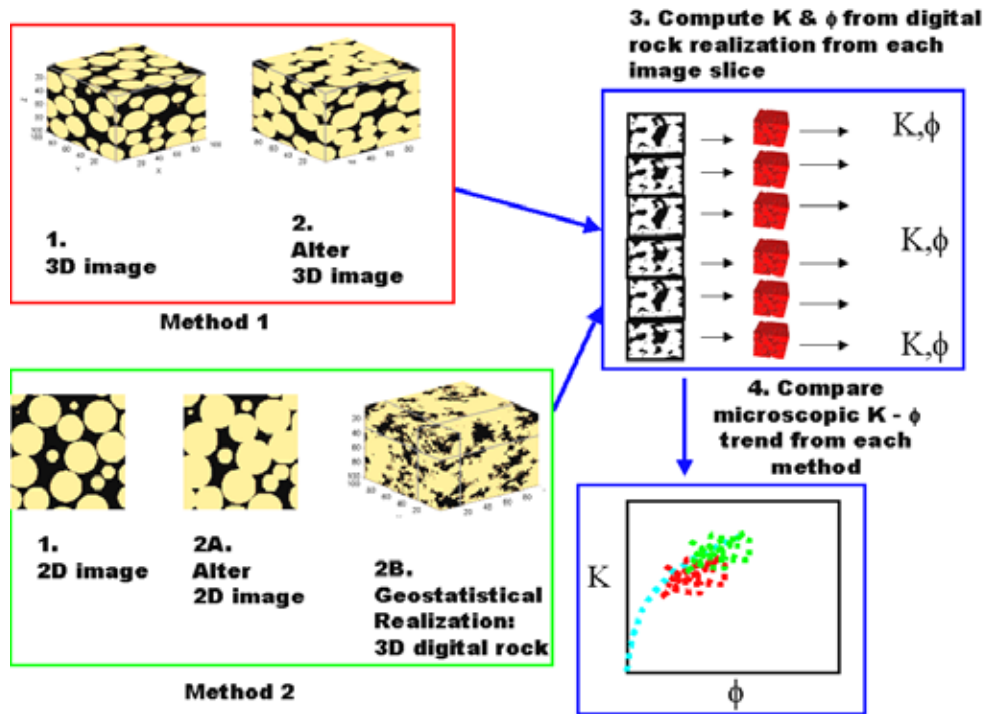 1.
3D image
2.
Alter
3D image
Method 1
1.
2D image
2A.
Alter
2D image
2B.
Geostatistical
Realization:
3D digital rock
Method 2
3. Compute K & ϕ from digital
rock realization from each
image slice
K,ϕ
K,ϕ
K,ϕ
4. Compare
microscopic K - ϕ
trend from each
method
K
ϕ